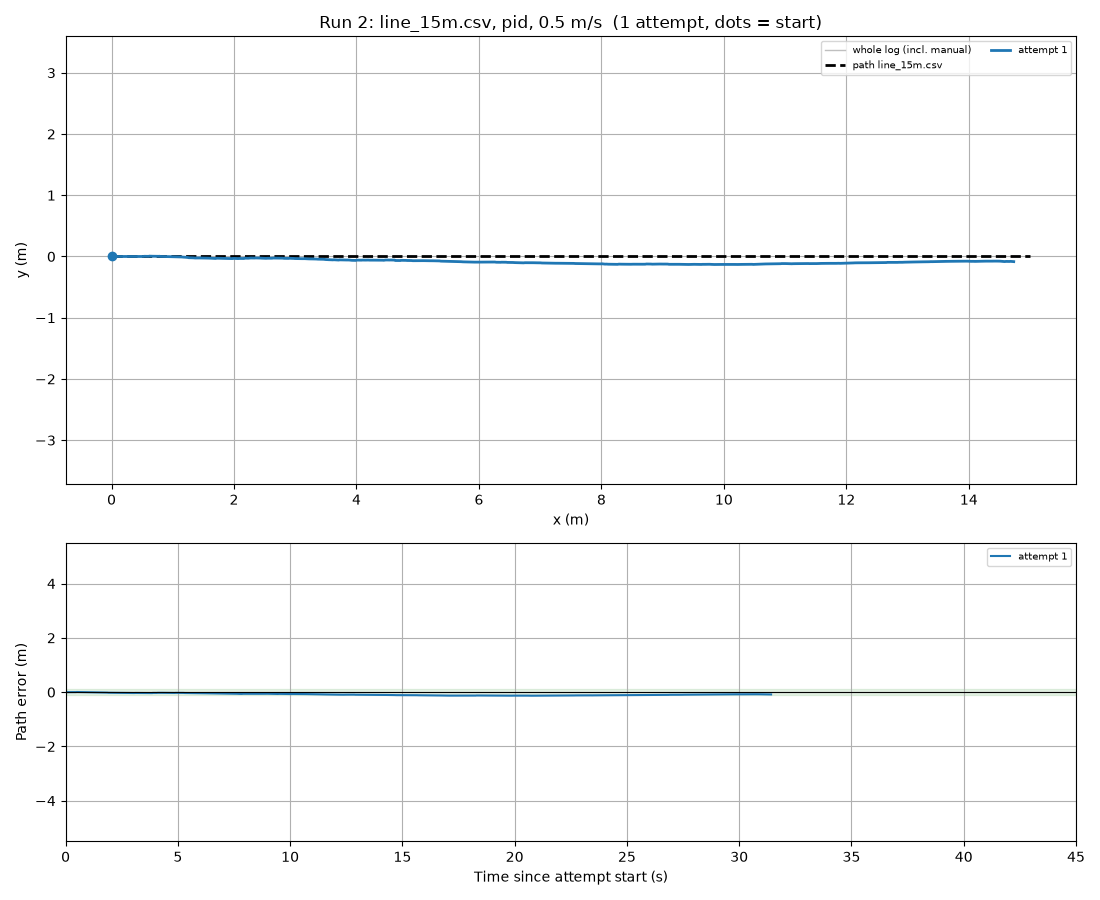 Run 2: line_15m.csv, pid, 0.5 m/s  (1 attempt, dots = start)
whole log (incl. manual)
path line_15m.csv
attempt 1
3
2
1
0
−1
−2
−3
y (m)
0 2 4 6 8 10 12 14
x (m)
attempt 1
4
2
0
−2
−4
Path error (m)
0 5 10 15 20 25 30 35 40 45
Time since attempt start (s)